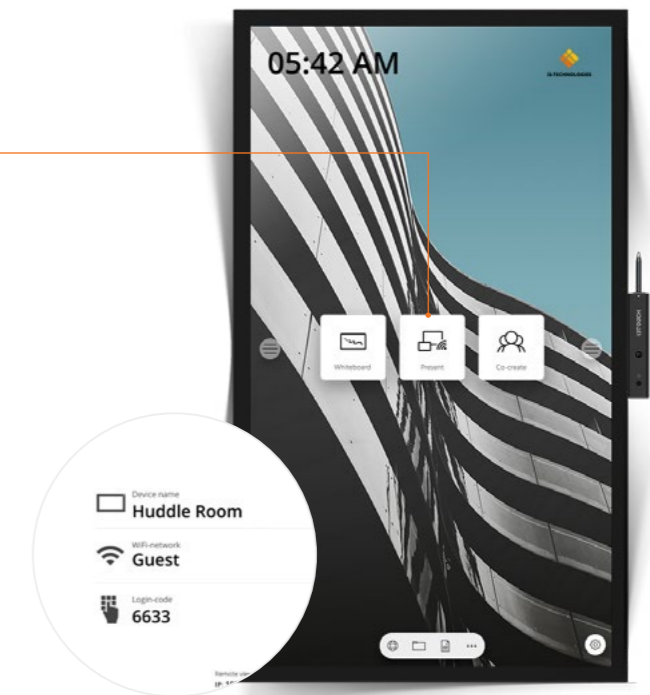 05:42 AM
Whiteboard
Present
Co-create
Device name
Huddle Room
WiFi-network
Guest
Login-code
6633